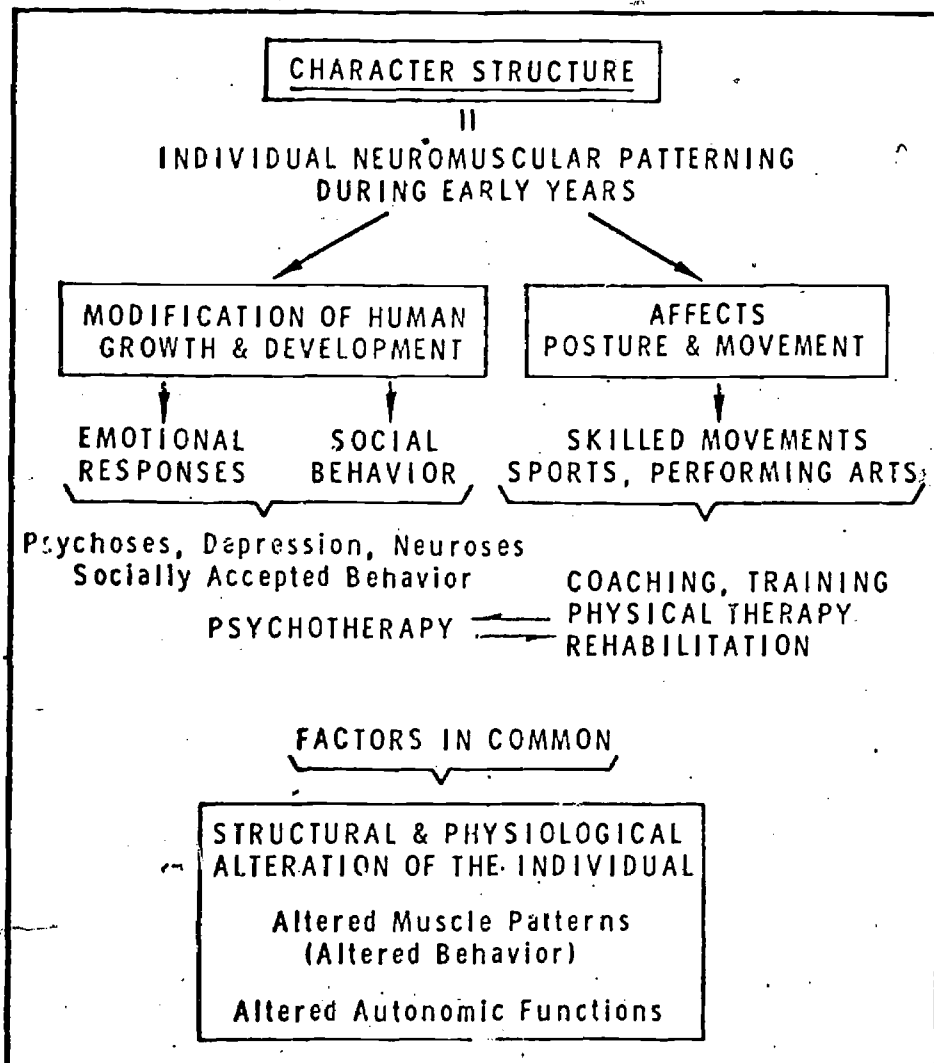 CHARACTER STRUCTURE
=
INDIVIDUAL NEUROMUSCULAR PATTERNING
DURING EARLY YEARS
MODIFICATION OF HUMAN
GROWTH & DEVELOPMENT
AFFECTS
POSTURE & MOVEMENT
EMOTIONAL
RESPONSES
SOCIAL
BEHAVIOR
SKILLED MOVEMENTS
SPORTS, PERFORMING ARTS
Psychoses, Depression, Neuroses
Socially Accepted Behavior
PSYCHOTHERAPY
COACHING, TRAINING
PHYSICAL THERAPY
REHABILITATION
FACTORS IN COMMON
STRUCTURAL & PHYSIOLOGICAL
ALTERATION OF THE INDIVIDUAL
Altered Muscle Patterns
(Altered Behavior)
Altered Autonomic Functions